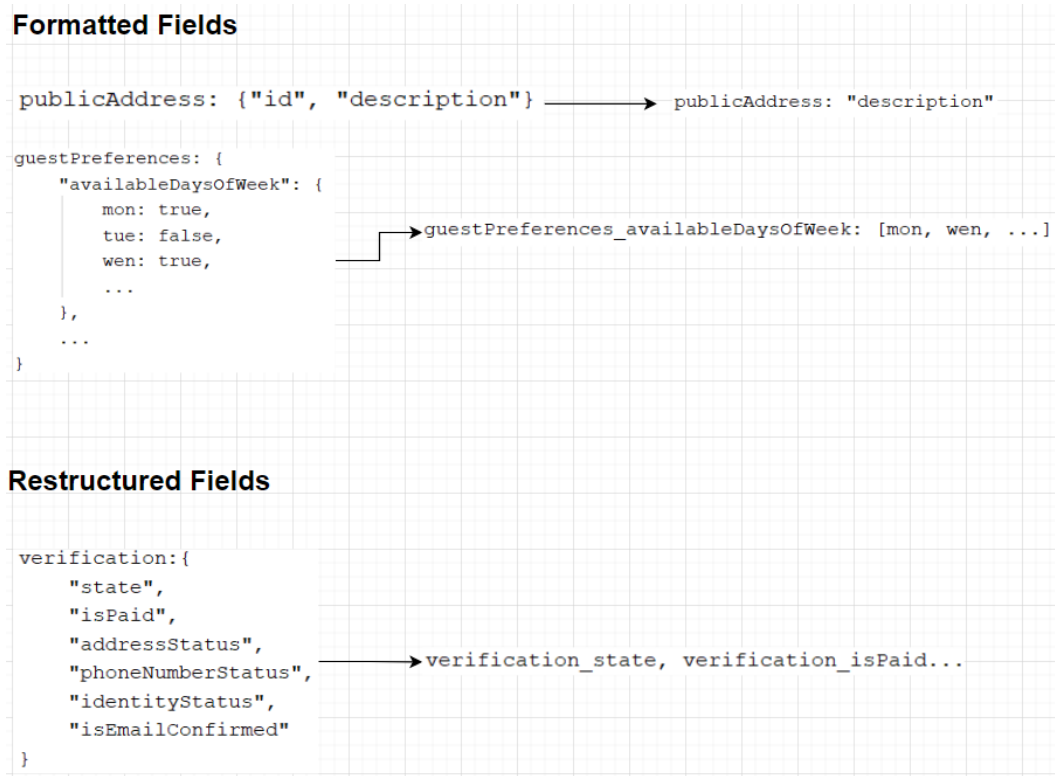 Formatted Fields
publicAddress: {"id", "description"}
publicAddress: "description"
guestPreferences: {
"availableDaysOfWeek": {
mon: true,
tue: false,
wen: true,
...
},
...
}
guestPreferences_availableDaysOfWeek: [mon, wen, ...]
Restructured Fields
verification:{
"state",
"isPaid",
"addressStatus",
"phoneNumberStatus",
"identityStatus",
"isEmailConfirmed"
}
verification_state, verification_isPaid...